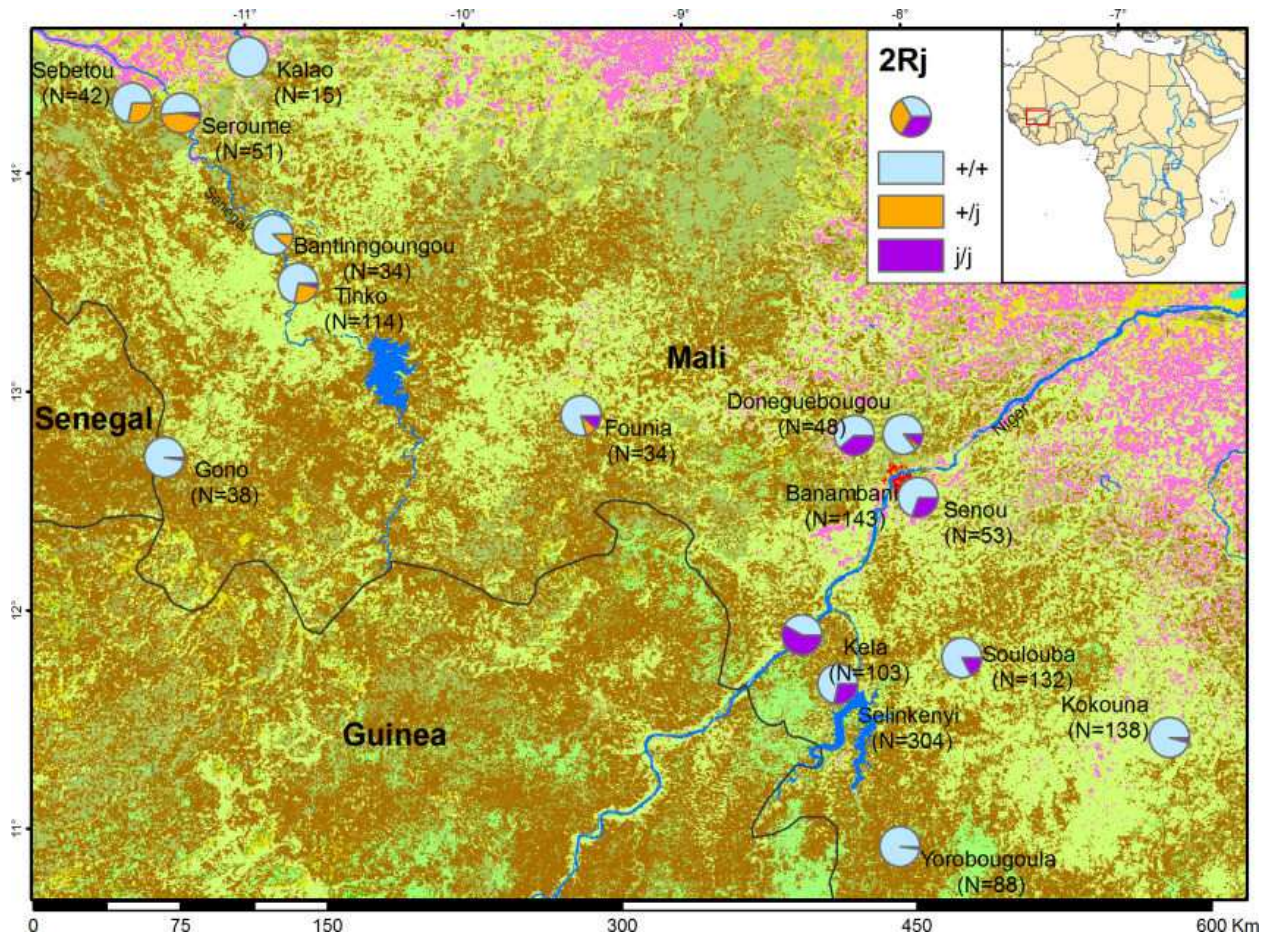 -11°
-10°
-9°
-8°
-7°
2Rj
+/+
+/j
j/j
Sebetou
(N=42)
Kalao
(N=15)
Seroume
(N=51)
14°
Senegal
Bantinngoungou
(N=34)
Tinko
(N=114)
Mali
13°
Senegal
Gono
(N=38)
Founia
(N=34)
Doneguebougou
(N=48)
Niger
Banambani
(N=143)
Senou
(N=53)
12°
Kela
(N=103)
Soulouba
(N=132)
Selinkenyi
(N=304)
Kokouna
(N=138)
Guinea
11°
Yorobougoula
(N=88)
0
75
150
300
450
600 Km